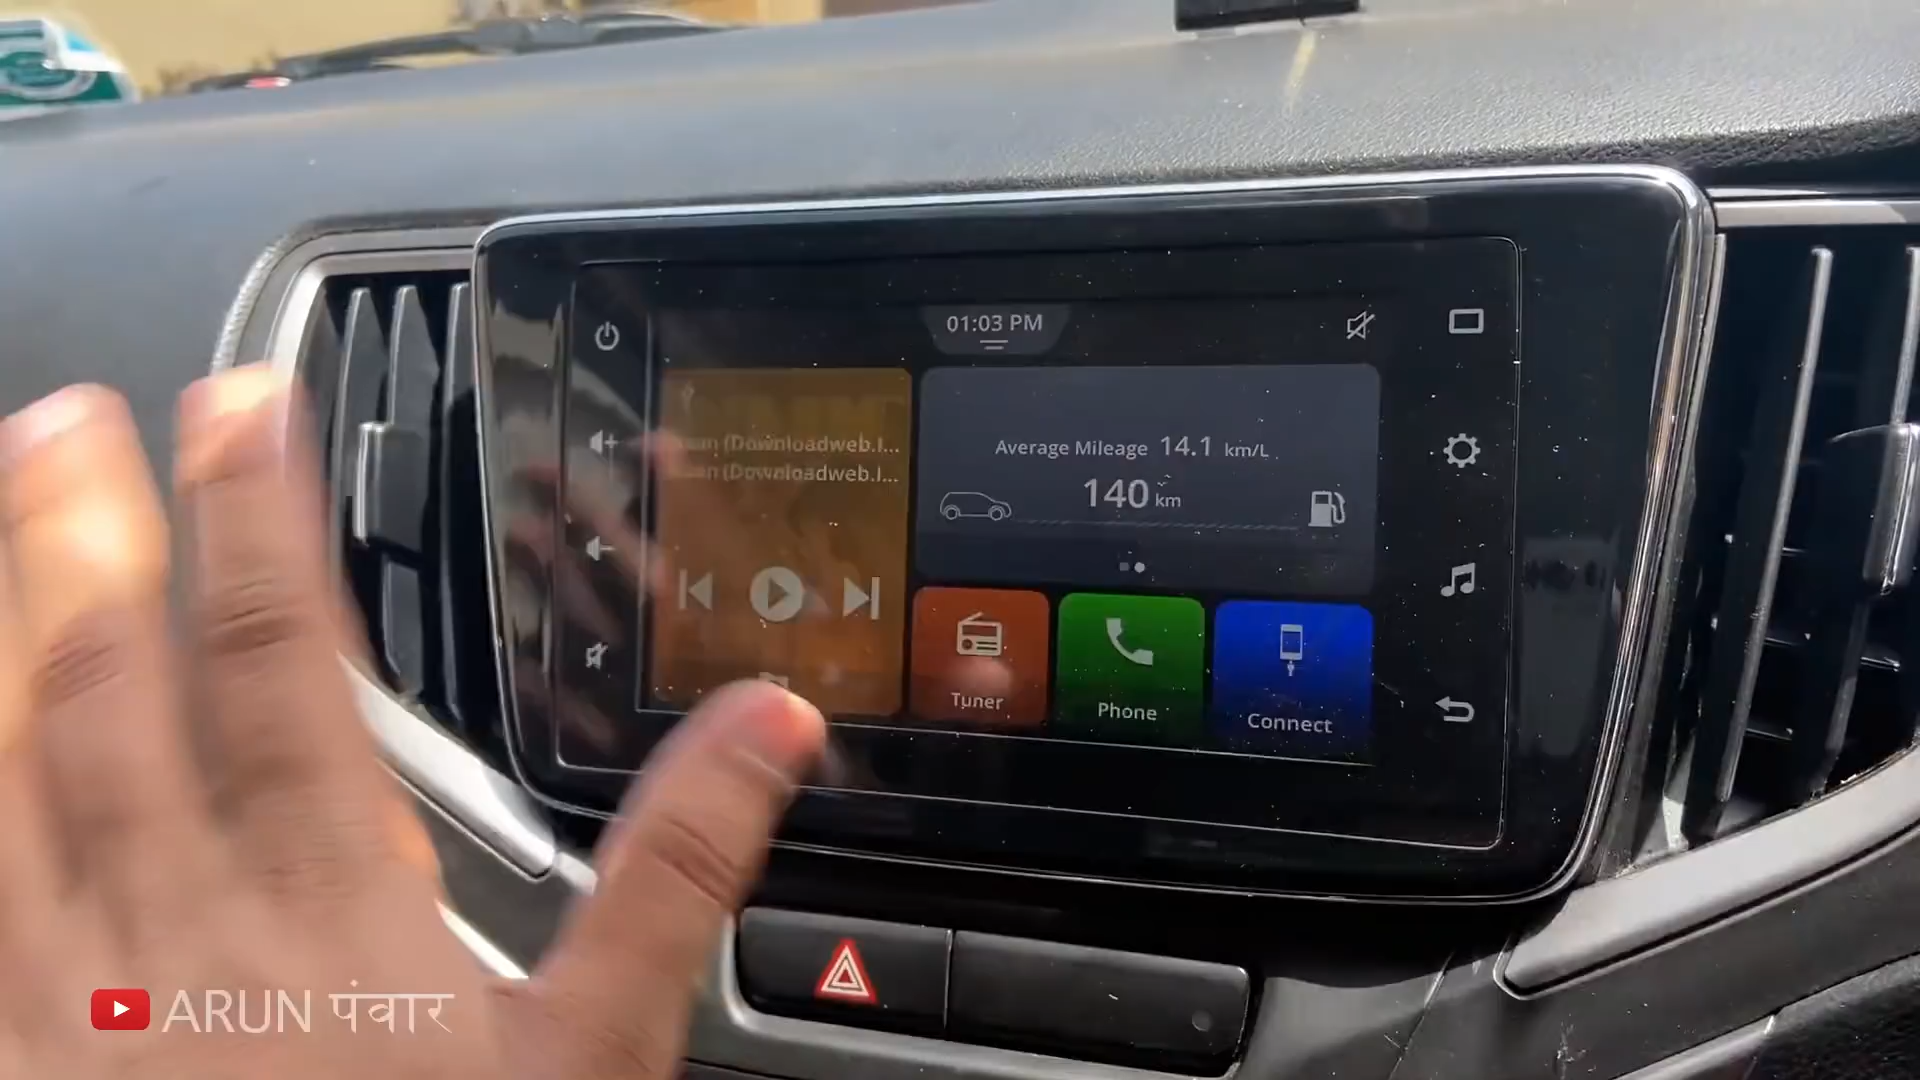 01:03 PM
(Downloadweb.I...
(Downloadweb.I...
Average Mileage 14.1 km/L
140 km
Tuner
Phone
Connect
ARUN पंवार